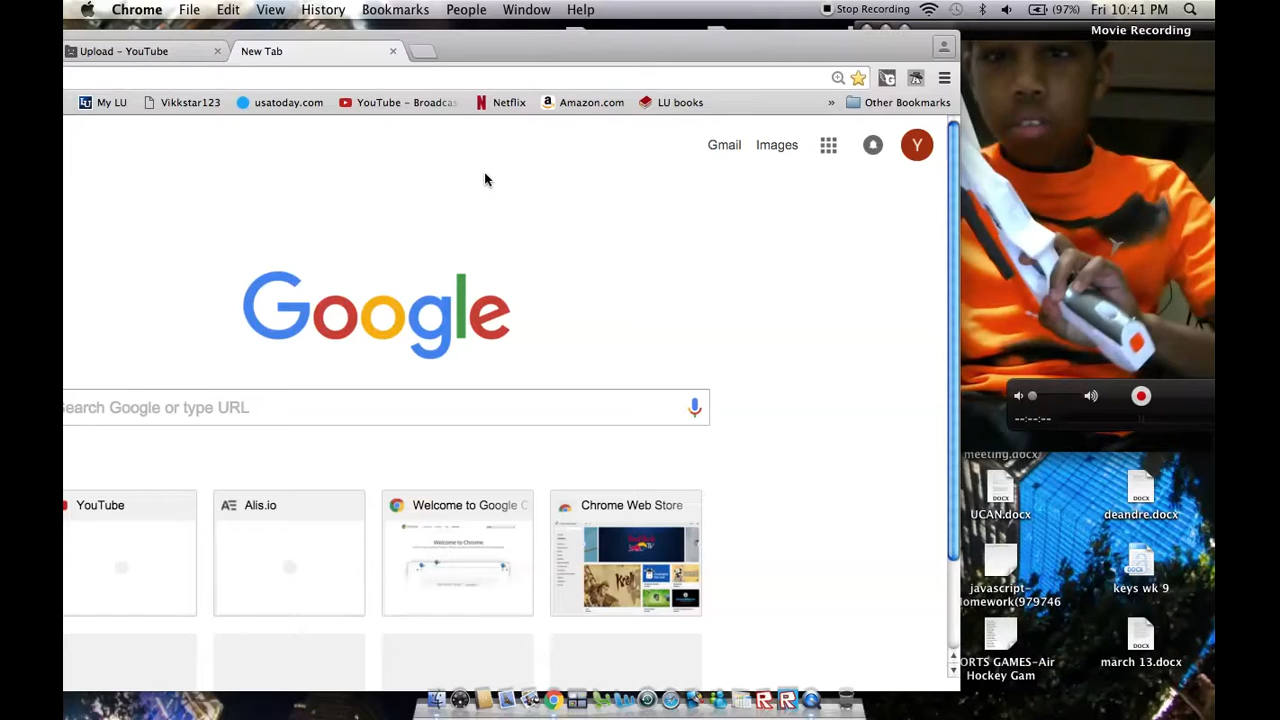 Chrome File Edit View History Bookmarks People Window Help Stop Recording (97%) Fri 10:41 PM
Movie Recording
Upload – YouTube New Tab
My LU Vikkstar123 usatoday.com YouTube - Broadcas Netflix Amazon.com LU books » Other Bookmarks
Gmail Images Y
Google
Search Google or type URL
--:--:--
meeting.docx
YouTube Alis.io Welcome to Google C Chrome Web Store
UCAN.docx deandre.docx
javascript-
omework(979746
keys wk 9
ORTS GAMES-Air
Hockey Gam
march 13.docx